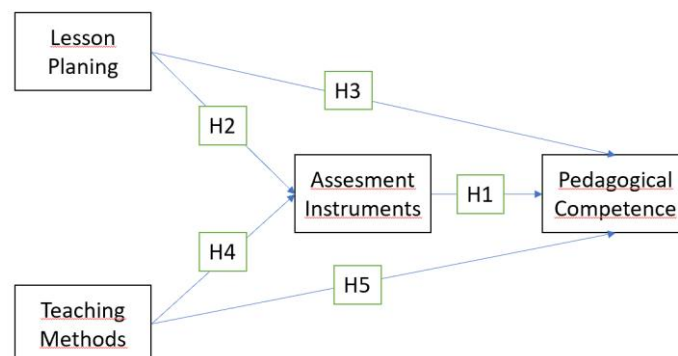 Lesson
Planing
H3
H2
Assesment
Instruments
H1
Pedagogical
Competence
H4
H5
Teaching
Methods